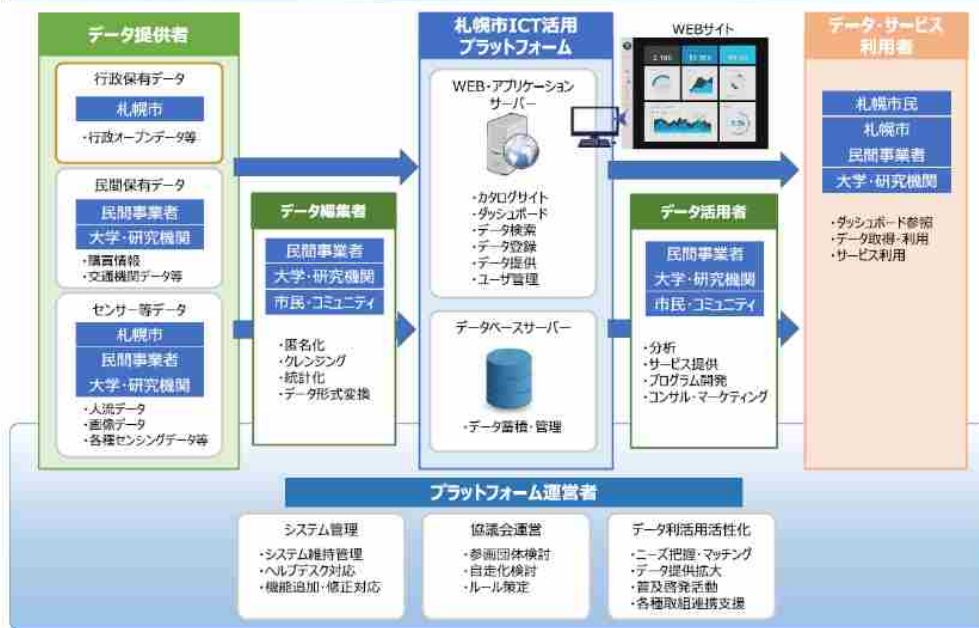 データ提供者
行政保有データ
札幌市
・行政オープンデータ等
民間保有データ
民間事業者
大学・研究機関
・購買情報
・交通機関データ等
センサー等データ
札幌市
民間事業者
大学・研究機関
・人流データ
・画像データ
・各種センシングデータ等
データ編集者
民間事業者
大学・研究機関
市民・コミュニティ
・匿名化
・クレンジング
・統計化
・データ形式変換
札幌市ICT活用
プラットフォーム
WEB・アプリケーション
サーバー
・カタログサイト
・ダッシュボード
・データ検索
・データ登録
・データ提供
・ユーザ管理
データベースサーバー
・データ蓄積・管理
WEBサイト
データ活用者
民間事業者
大学・研究機関
市民・コミュニティ
・分析
・サービス提供
・プログラム開発
・コンサル・マーケティング
データ・サービス
利用者
札幌市民
札幌市
民間事業者
大学・研究機関
・ダッシュボード参照
・データ取得・利用
・サービス利用
プラットフォーム運営者
システム管理
・システム維持管理
・ヘルプデスク対応
・機能追加・修正対応
協議会運営
・参画団体検討
・自走化検討
・ルール策定
データ利活用活性化
・ニーズ把握・マッチング
・データ提供拡大
・普及啓発活動
・各種取組連携支援